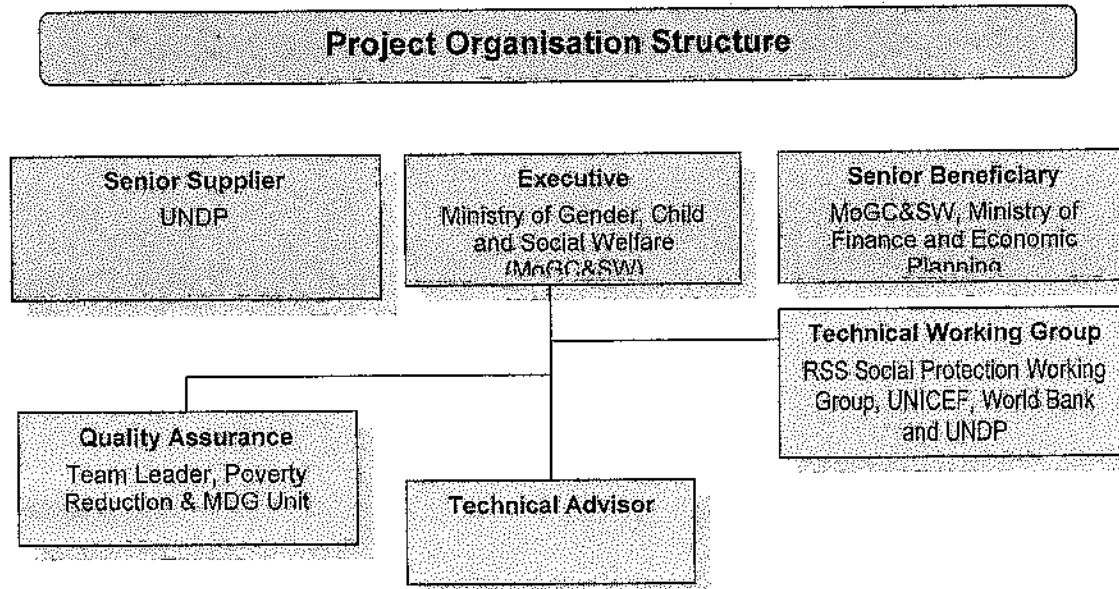 Project Organisation Structure
Senior Supplier
UNDP
Executive
Ministry of Gender, Child
and Social Welfare
(MoGC&SW)
Senior Beneficiary
MoGC&SW, Ministry of
Finance and Economic
Planning
Technical Working Group
RSS Social Protection Working
Group, UNICEF, World Bank
and UNDP
Quality Assurance
Team Leader, Poverty
Reduction & MDG Unit
Technical Advisor